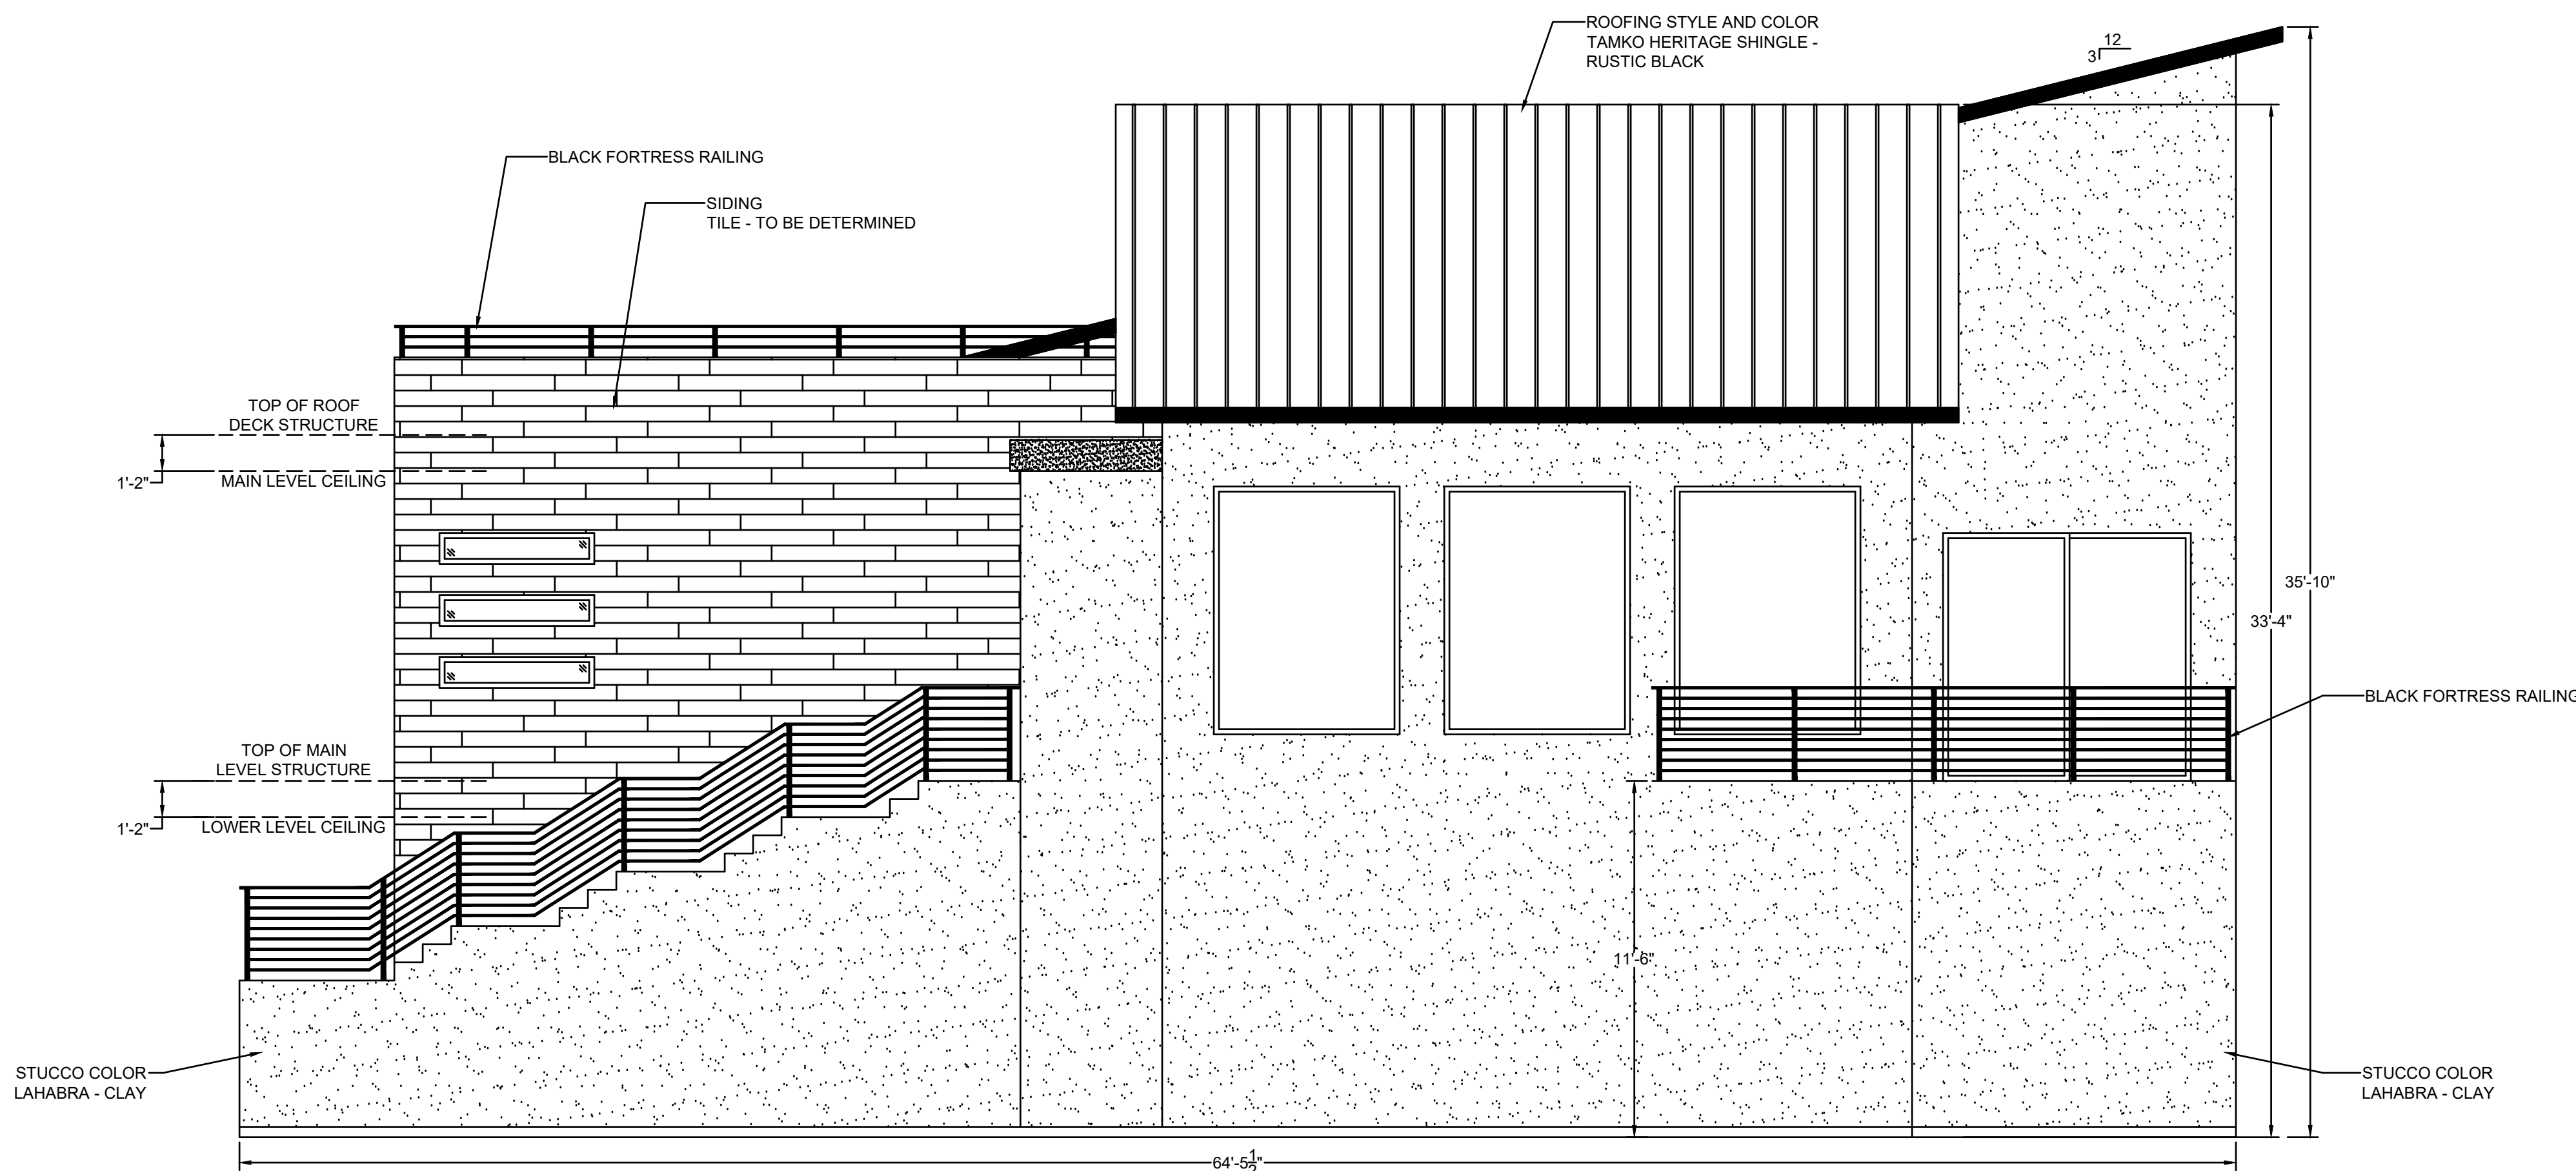 ROOFING STYLE AND COLOR
TAMKO HERITAGE SHINGLE -
RUSTIC BLACK
12
3
BLACK FORTRESS RAILING
SIDING
TILE - TO BE DETERMINED
TOP OF ROOF
DECK STRUCTURE
1'-2"
MAIN LEVEL CEILING
35'-10"
33'-4"
BLACK FORTRESS RAILING
TOP OF MAIN
LEVEL STRUCTURE
1'-2"
LOWER LEVEL CEILING
11'-6"
STUCCO COLOR
LAHABRA - CLAY
STUCCO COLOR
LAHABRA - CLAY
64'-5½"